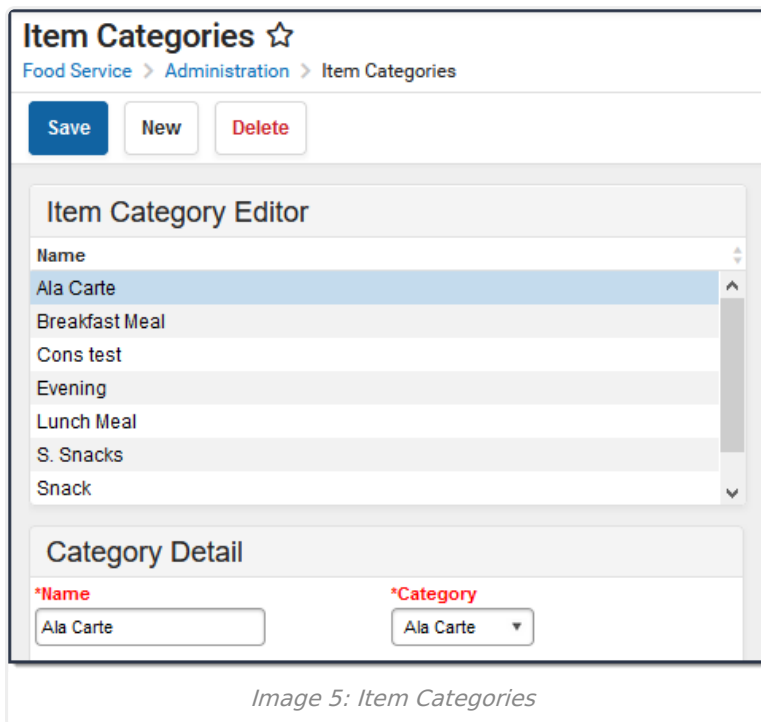 Item Categories
Food Service > Administration > Item Categories
Save New Delete
Item Category Editor
Name
Ala Carte
Breakfast Meal
Cons test
Evening
Lunch Meal
S. Snacks
Snack
Category Detail
*Name *Category
Ala Carte Ala Carte
Image 5: Item Categories